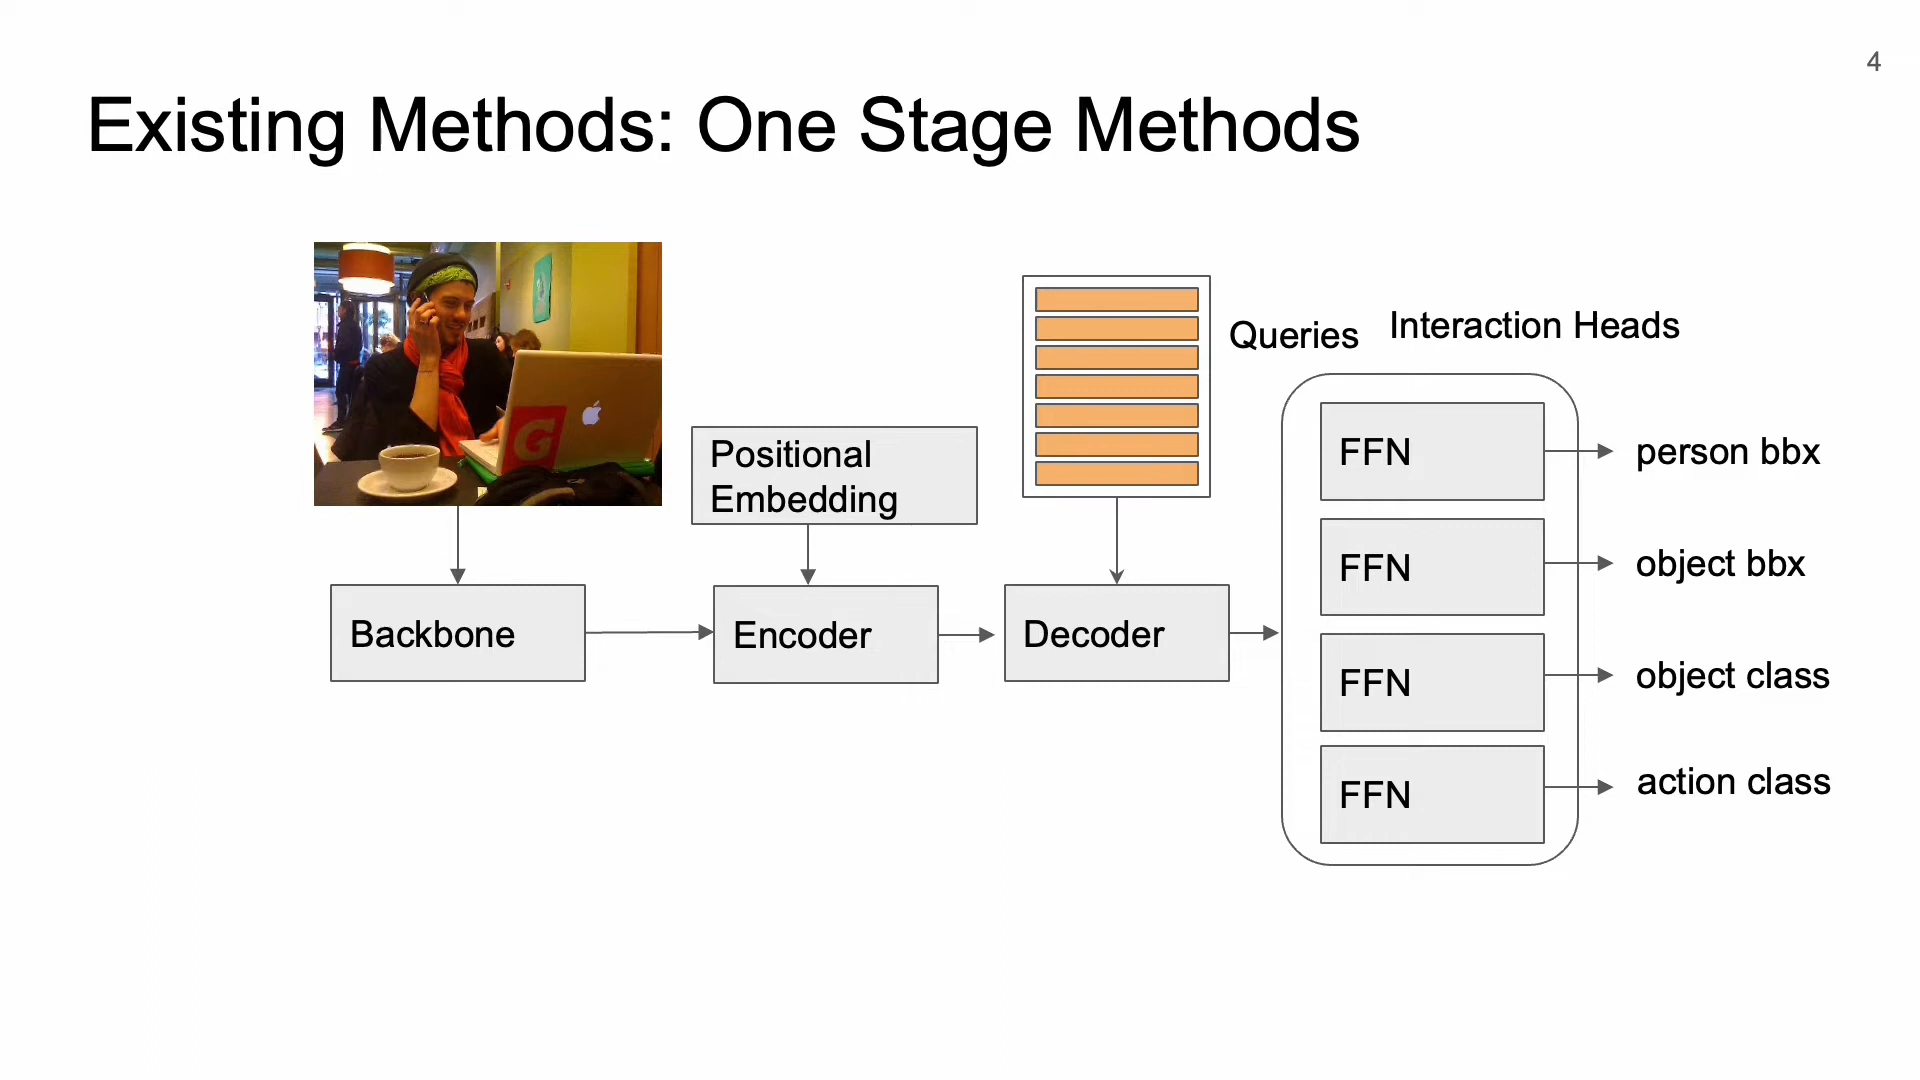 4
Existing Methods: One Stage Methods
G
Positional
Embedding
Queries
Interaction Heads
Backbone
Encoder
Decoder
FFN
person bbx
FFN
object bbx
FFN
object class
FFN
action class